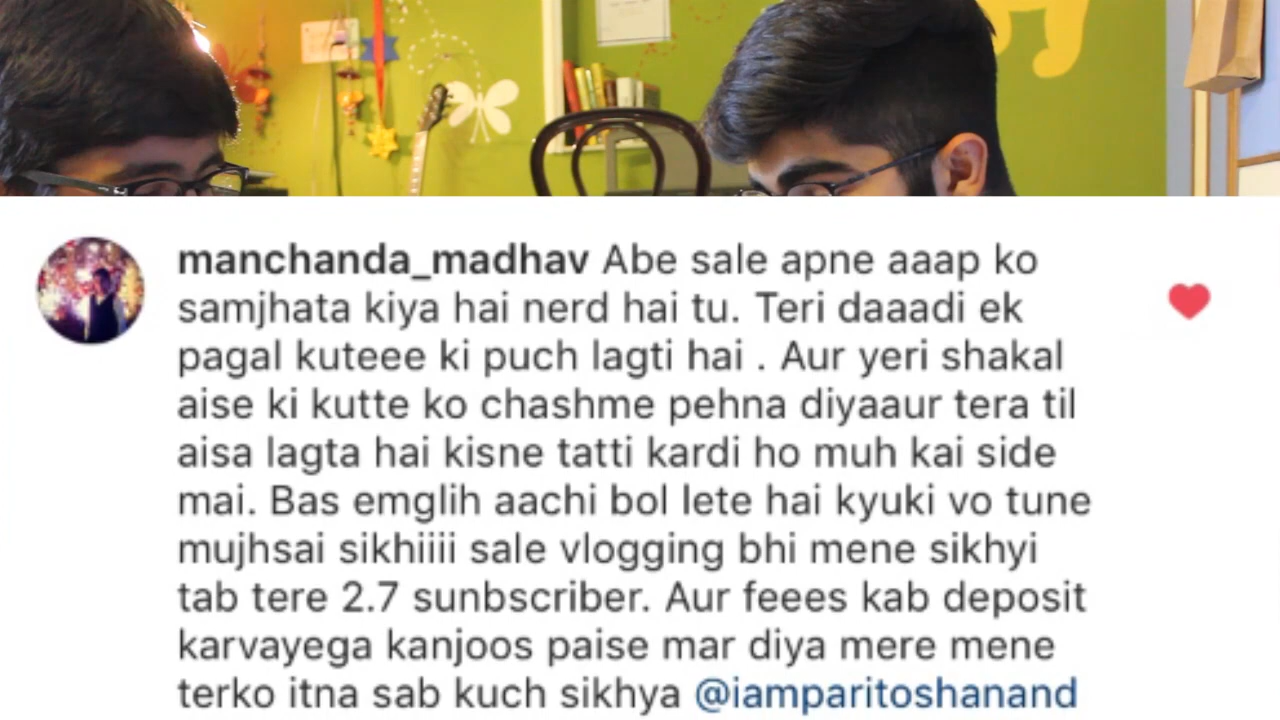 manchanda_madhav Abe sale apne aaap ko
samjhata kiya hai nerd hai tu. Teri daaadi ek
pagal kuteee ki puch lagti hai . Aur yeri shakal
aise ki kutte ko chashme pehna diyaaur tera til
aisa lagta hai kisne tatti kardi ho muh kai side
mai. Bas emglih aachi bol lete hai kyuki vo tune
mujhsai sikhiiii sale vlogging bhi mene sikhyi
tab tere 2.7 sunbscriber. Aur feees kab deposit
karvayega kanjoos paise mar diya mere mene
terko itna sab kuch sikhya @iamparitoshanand